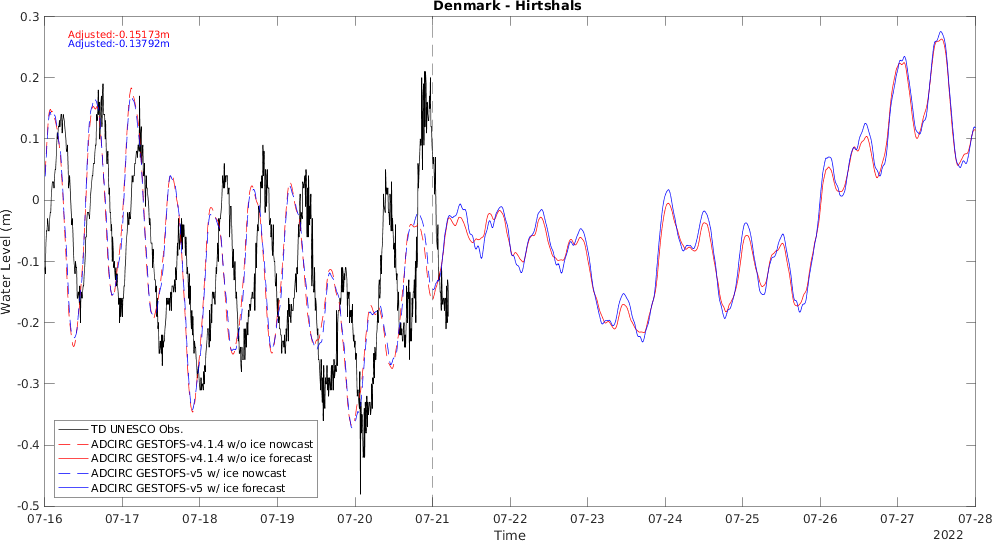 Denmark - Hirtshals
Adjusted:-0.15173m
Adjusted:-0.13792m
0.3
0.2
0.1
0
-0.1
-0.2
-0.3
-0.4
-0.5
Water Level (m)
TD UNESCO Obs.
ADCIRC GESTOFS-v4.1.4 w/o ice nowcast
ADCIRC GESTOFS-v4.1.4 w/o ice forecast
ADCIRC GESTOFS-v5 w/ ice nowcast
ADCIRC GESTOFS-v5 w/ ice forecast
07-16 07-17 07-18 07-19 07-20 07-21 07-22 07-23 07-24 07-25 07-26 07-27 07-28
Time
2022